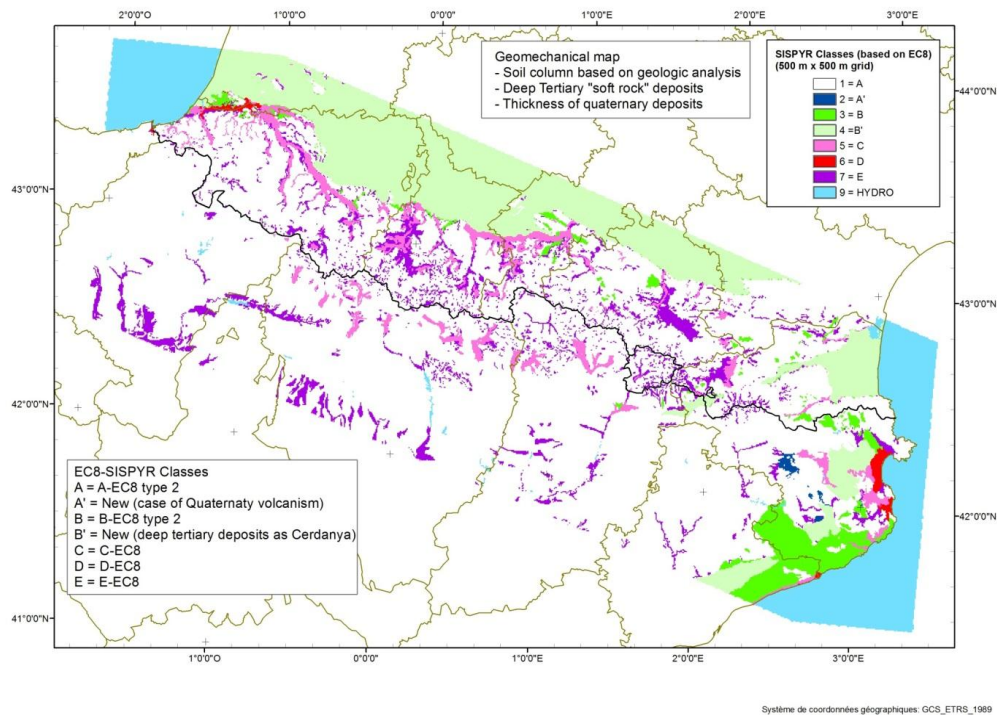 2°0'0"O
1°0'0"O
0°0'0"E
1°0'0"E
2°0'0"E
3°0'0"E
Geomechanical map
- Soil column based on geologic analysis
- Deep Tertiary "soft rock" deposits
- Thickness of quaternary deposits
SISPYR Classes (based on EC8)
(500 m x 500 m grid)
1 = A
2 = A'
3 = B
4 =B'
5 = C
6 = D
7 = E
9 = HYDRO
44°0'0"N
43°0'0"N
43°0'0"N
42°0'0"N
42°0'0"N
41°0'0"N
EC8-SISPYR Classes
A = A-EC8 type 2
A' = New (case of Quaternaty volcanism)
B = B-EC8 type 2
B' = New (deep tertiary deposits as Cerdanya)
C = C-EC8
D = D-EC8
E = E-EC8
1°0'0"O
0°0'0"
1°0'0"E
2°0'0"E
3°0'0"E
Système de coordonnées géographiques: GCS_ETRS_1989